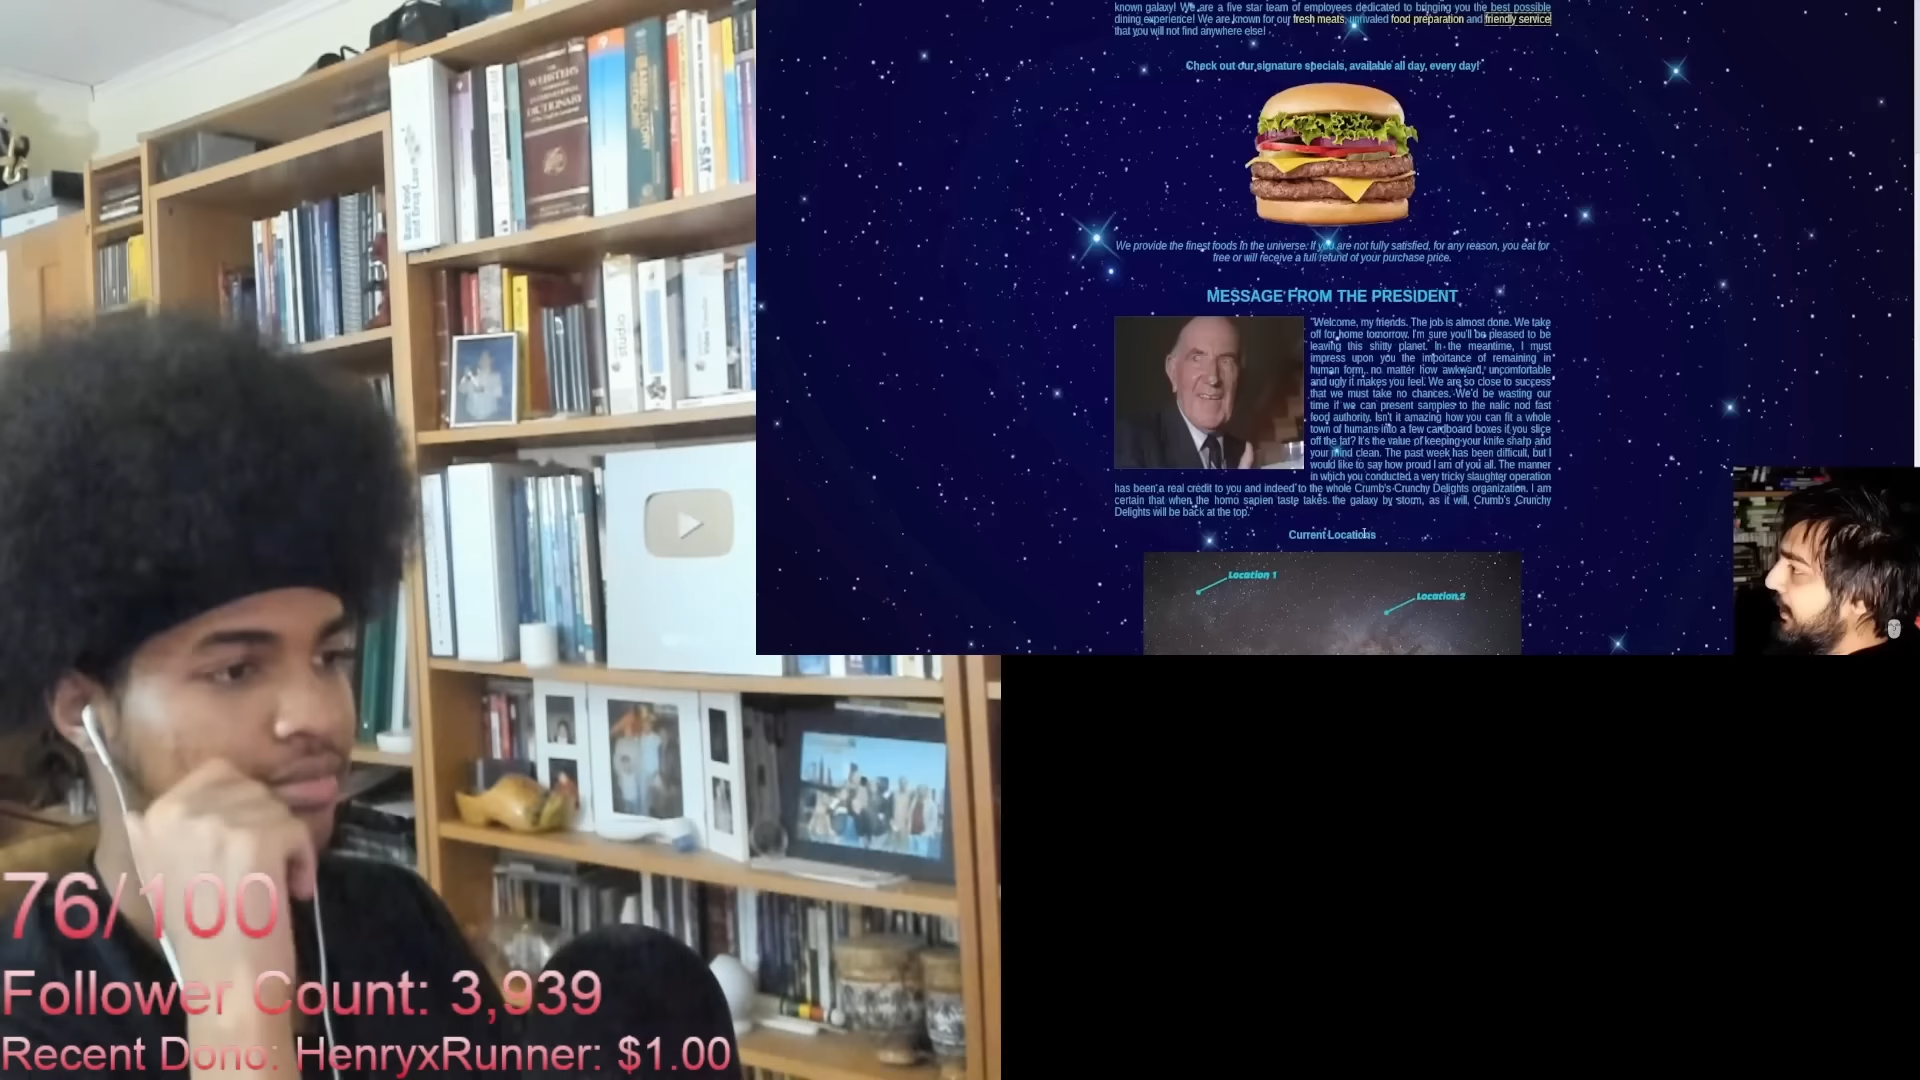 known galaxy! We are a five star team of employees dedicated to bringing you the best possible
dining experience! We are known for our fresh meats, unrivaled food preparation and friendly service
that you will not find anywhere else!
Check out our signature specials, available all day, every day!
We provide the finest foods in the universe. If you are not fully satisfied, for any reason, you eat for
free or will receive a full refund of your purchase price.
MESSAGE FROM THE PRESIDENT
"Welcome, my friends. The job is almost done. We take
off for home tomorrow. I'm sure you'll be pleased to be
leaving this shitty planet. In the meantime, I must
impress upon you the importance of remaining in
human form, no matter how awkward, uncomfortable
and ugly it makes you feel. We are so close to success
that we must take no chances. We'd be wasting our
time if we can present samples to the nalic nod fast
food authority. Isn't it amazing how you can fit a whole
town of humans into a few cardboard boxes if you slice
off the fat? It's the value of keeping your knife sharp and
your mind clean. The past week has been difficult, but I
would like to say how proud I am of you all. The manner
in which you conducted a very tricky slaughter operation
has been a real credit to you and indeed to the whole Crumb's Crunchy Delights organization. I am
certain that when the homo sapien taste takes the galaxy by storm, as it will, Crumb's Crunchy
Delights will be back at the top."
Current Locations
Location 1
Location 2
WEBSTER'S
DICTIONARY
SAT
Basic Food
and Drug Law
76/100
Follower Count: 3,939
Recent Dono: HenryxRunner: $1.00